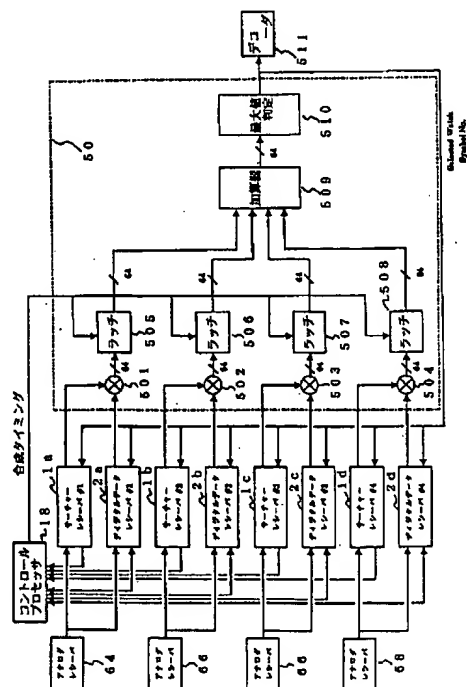 合成タイミング
コントロール
プロセッサ
18
アナログ
レシーバ
64
アナログ
レシーバ
66
アナログ
レシーバ
66
アナログ
レシーバ
68
サーチャー
レシーバ #1
1a
ディジタルデータ
レシーバ #1
2a
サーチャー
レシーバ #2
1b
ディジタルデータ
レシーバ #2
2b
サーチャー
レシーバ #3
1c
ディジタルデータ
レシーバ #3
2c
サーチャー
レシーバ #4
1d
ディジタルデータ
レシーバ #4
2d
501
64
502
64
503
64
504
64
ラッチ
505
64
ラッチ
506
64
ラッチ
507
64
ラッチ
508
64
50
加算器
509
64
最大値
判定
510
デコーダ
511
Selected Walsh
Symbol No.